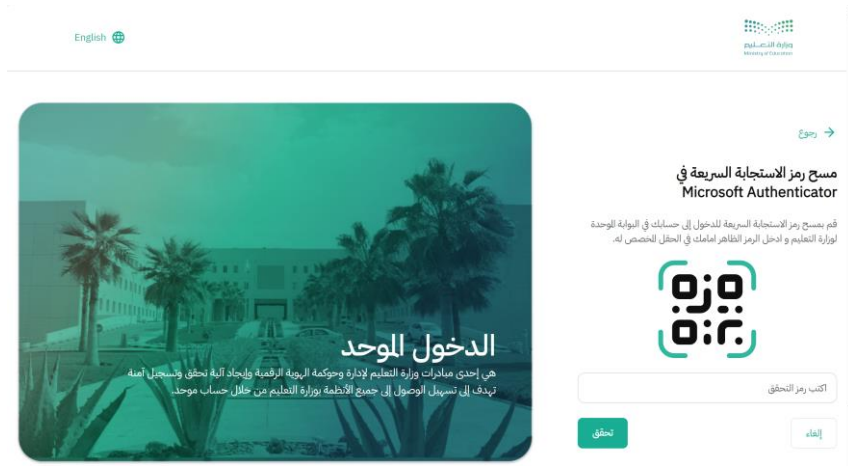 وزارة التعليم
Ministry of Education
English
رجوع
مسح رمز الاستجابة السريعة في
Microsoft Authenticator
قم بمسح رمز الاستجابة السريعة للدخول إلى حسابك في البوابة الموحدة
لوزارة التعليم و ادخل الرمز الظاهر امامك في الحقل المخصص له.
اكتب رمز التحقق
إلغاء
تحقق
الدخول الموحد
هي إحدى مبادرات وزارة التعليم لإدارة وحوكمة الهوية الرقمية وإيجاد آلية تحقق وتسجيل آمنة
تهدف إلى تسهيل الوصول إلى جميع الأنظمة بوزارة التعليم من خلال حساب موحد.